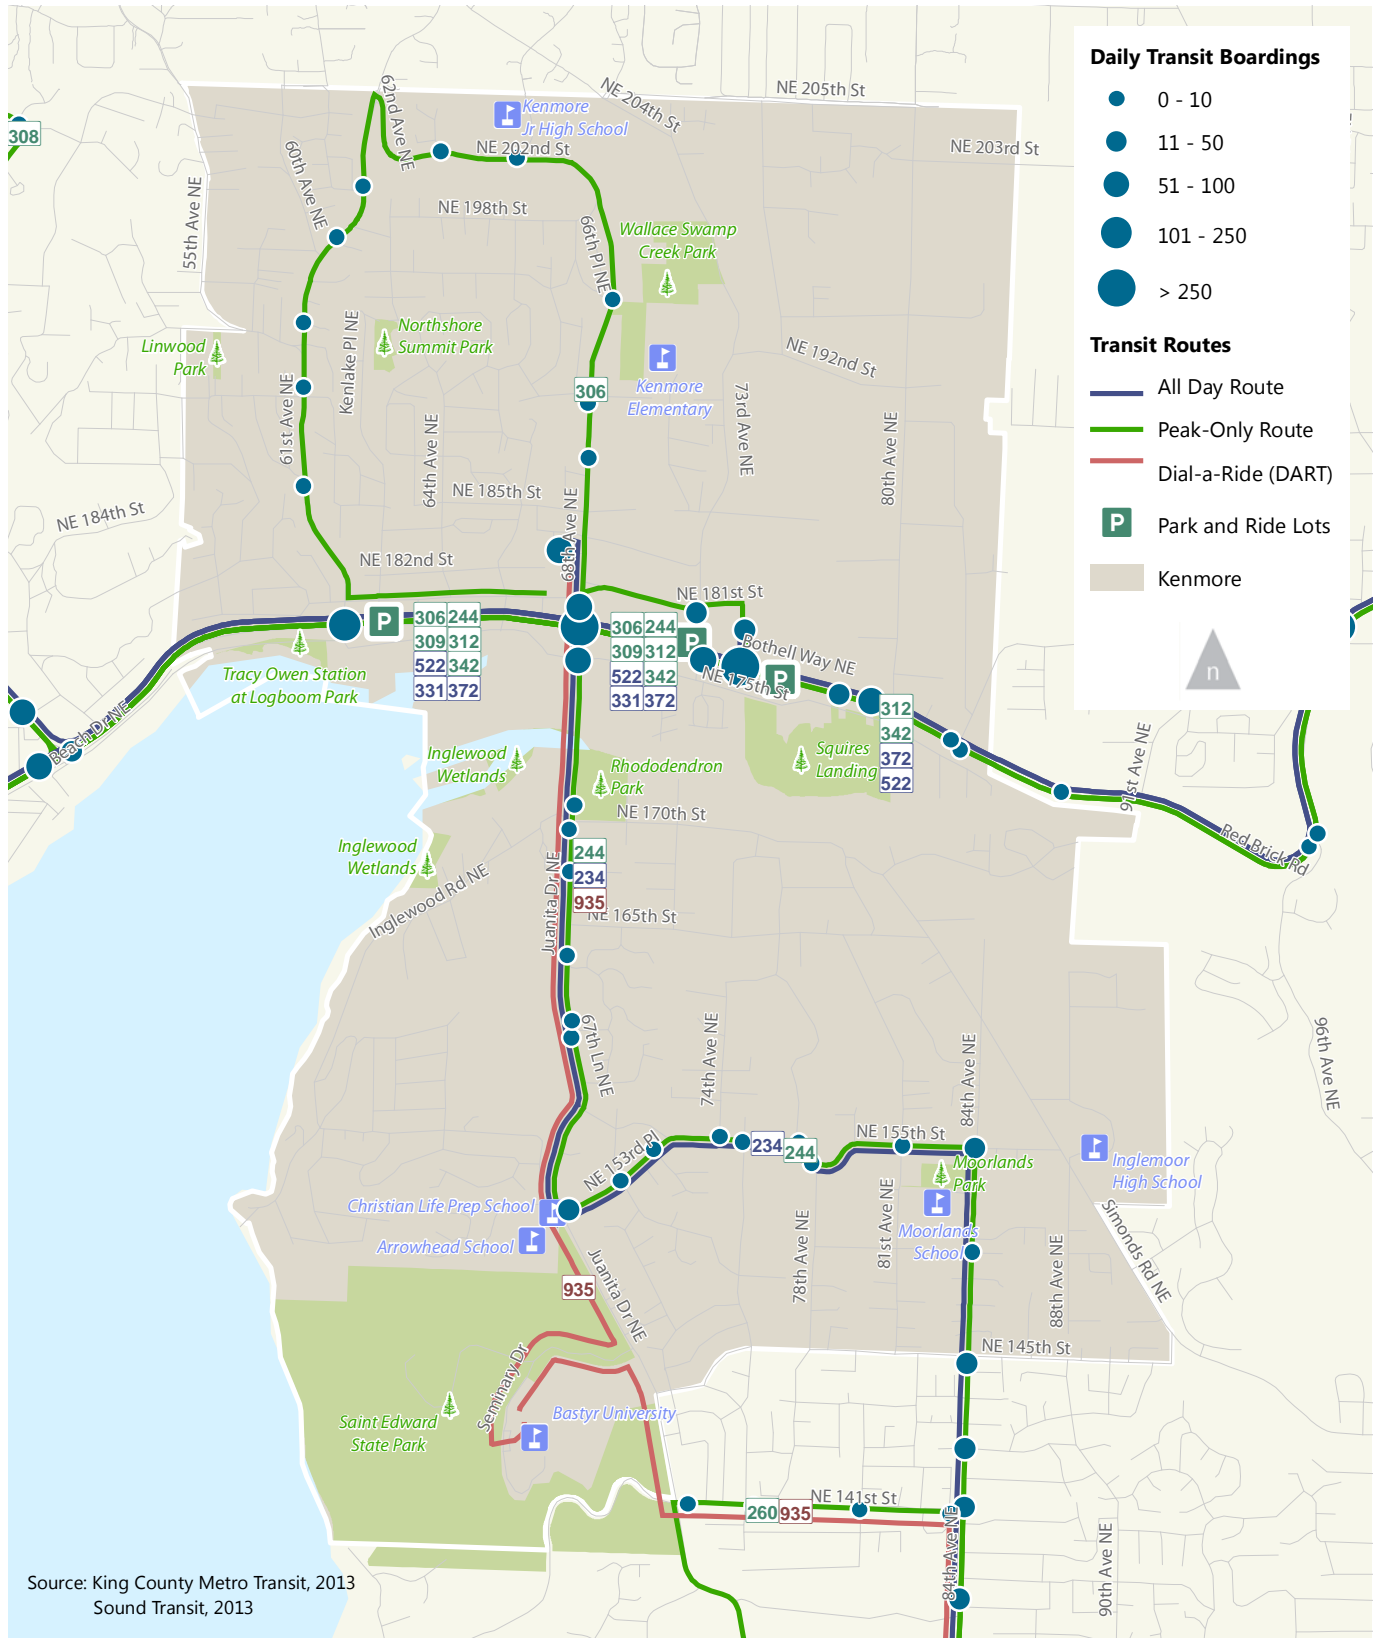 Daily Transit Boardings
0 - 10
11 - 50
51 - 100
101 - 250
> 250
Transit Routes
All Day Route
Peak-Only Route
Dial-a-Ride (DART)
P
Park and Ride Lots
Kenmore
n
308
62nd Ave NE
Kenmore
Jr High School
NE 204th St
NE 205th St
NE 202nd St
NE 203rd St
60th Ave NE
55th Ave NE
NE 198th St
66th Pl NE
Wallace Swamp
Creek Park
Linwood
Park
Kenlake Pl NE
Northshore
Summit Park
NE 192nd St
Kenmore
Elementary
306
61st Ave NE
64th Ave NE
73rd Ave NE
80th Ave NE
NE 185th St
NE 184th St
68th Ave NE
NE 182nd St
NE 181st St
P
306 244
309 312
522 342
331 372
306 244
309 312
522 342
331 372
P
Bothell Way NE
NE 175th St
P
Tracy Owen Station
at Logboom Park
Beach Dr NE
312
342
372
522
Inglewood
Wetlands
Rhododendron
Park
Squires
Landing
91st Ave NE
NE 170th St
Red Brick Rd
Inglewood
Wetlands
244
234
935
Inglewood Rd NE
Juanita Dr NE
NE 165th St
67th Ln NE
74th Ave NE
84th Ave NE
96th Ave NE
NE 153rd Pl
234
244
NE 155th St
Moorlands
Park
Inglemoor
High School
Christian Life Prep School
Arrowhead School
Moorlands
School
81st Ave NE
78th Ave NE
88th Ave NE
Simonds Rd NE
935
Juanita Dr NE
NE 145th St
Seminary Dr
Saint Edward
State Park
Bastyr University
NE 141st St
260 935
84th Ave NE
90th Ave NE
Source: King County Metro Transit, 2013
Sound Transit, 2013